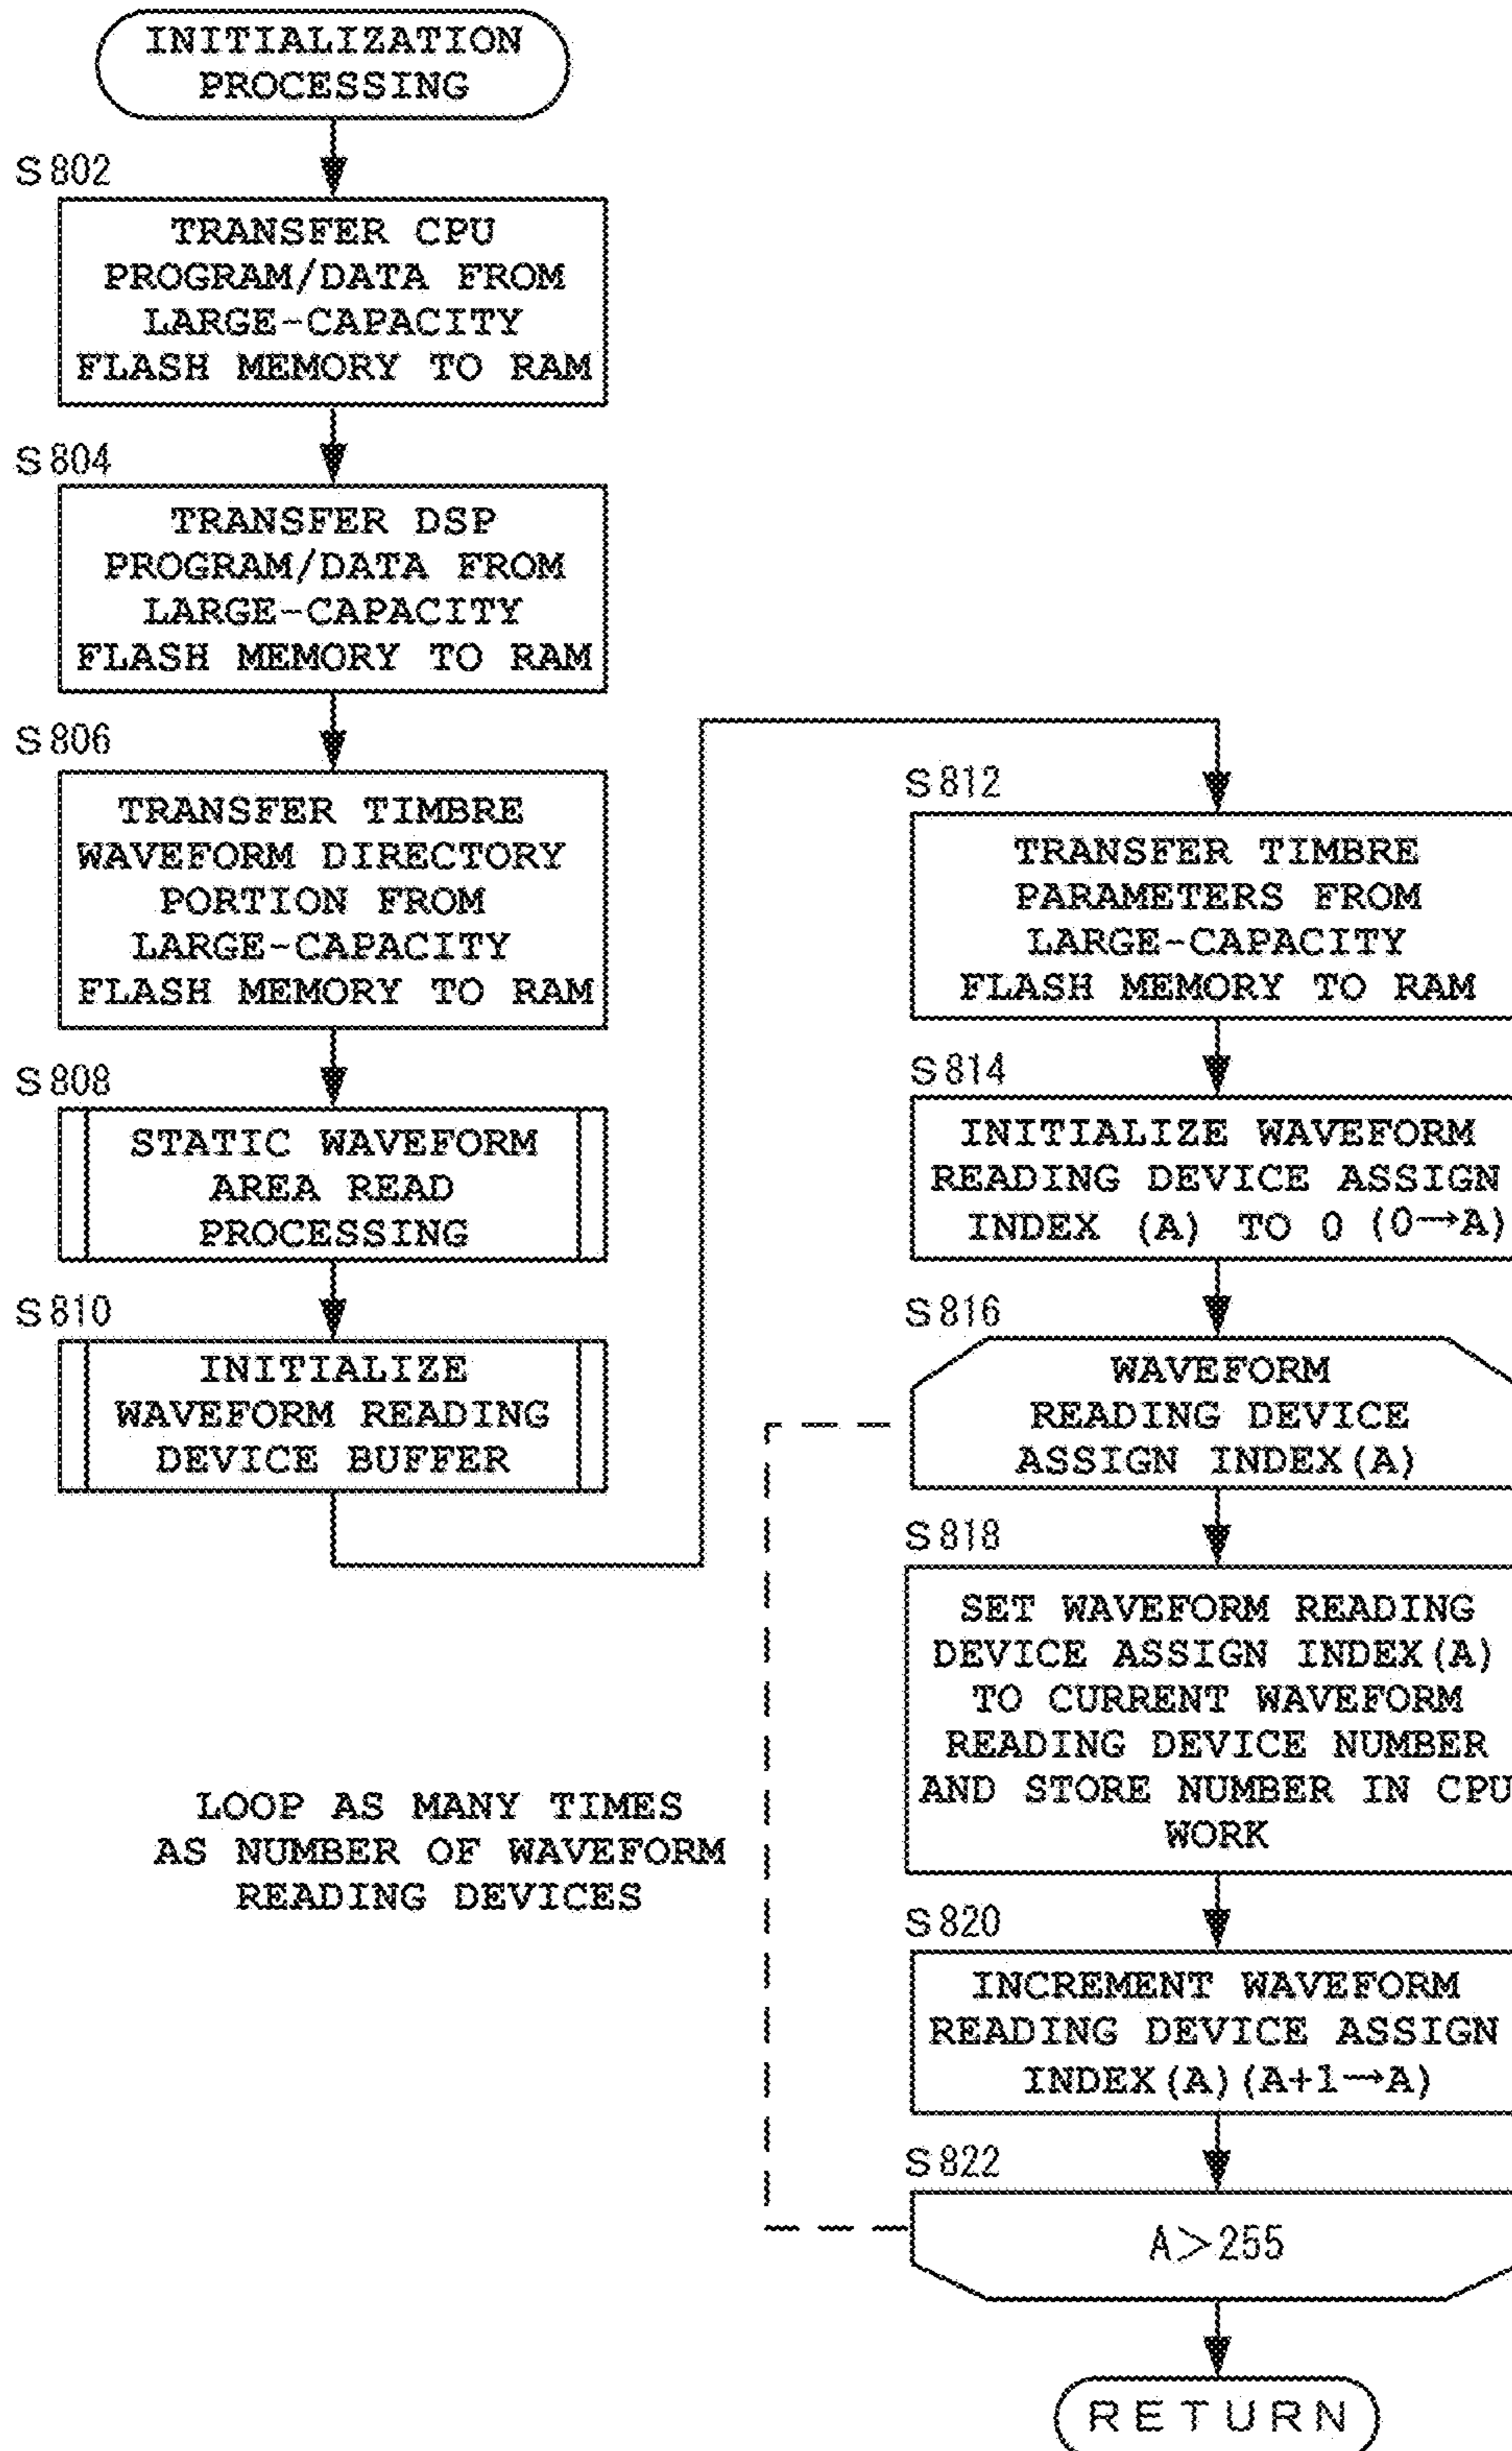 INITIALIZATION
PROCESSING
S802
TRANSFER CPU
PROGRAM/DATA FROM
LARGE-CAPACITY
FLASH MEMORY TO RAM
S804
TRANSFER DSP
PROGRAM/DATA FROM
LARGE-CAPACITY
FLASH MEMORY TO RAM
S806
TRANSFER TIMBRE
WAVEFORM DIRECTORY
PORTION FROM
LARGE-CAPACITY
FLASH MEMORY TO RAM
S808
STATIC WAVEFORM
AREA READ
PROCESSING
S810
INITIALIZE
WAVEFORM READING
DEVICE BUFFER
S812
TRANSFER TIMBRE
PARAMETERS FROM
LARGE-CAPACITY
FLASH MEMORY TO RAM
S814
INITIALIZE WAVEFORM
READING DEVICE ASSIGN
INDEX (A) TO 0 (0→A)
S816
WAVEFORM
READING DEVICE
ASSIGN INDEX(A)
S818
SET WAVEFORM READING
DEVICE ASSIGN INDEX(A)
TO CURRENT WAVEFORM
READING DEVICE NUMBER
AND STORE NUMBER IN CPU
WORK
LOOP AS MANY TIMES
AS NUMBER OF WAVEFORM
READING DEVICES
S820
INCREMENT WAVEFORM
READING DEVICE ASSIGN
INDEX(A)(A+1→A)
S822
A>255
RETURN